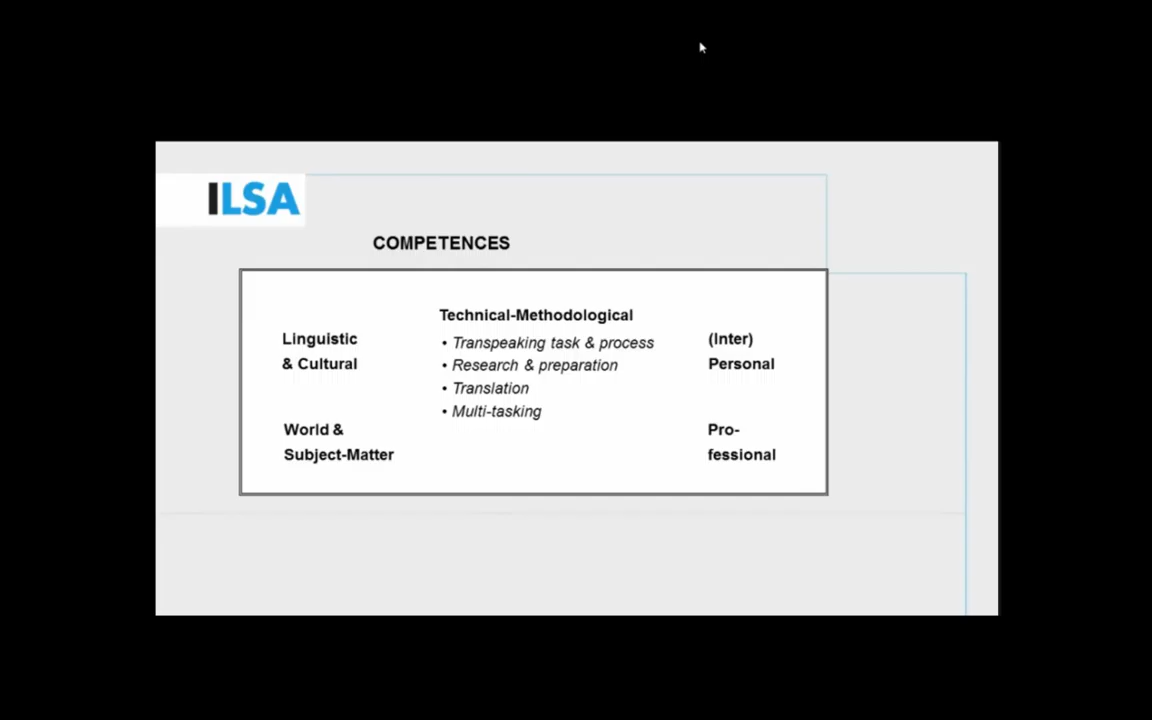 ILSA
COMPETENCES
Linguistic
& Cultural
World &
Subject-Matter
Technical-Methodological
• Transpeaking task & process
• Research & preparation
• Translation
• Multi-tasking
(Inter)
Personal
Pro-
fessional